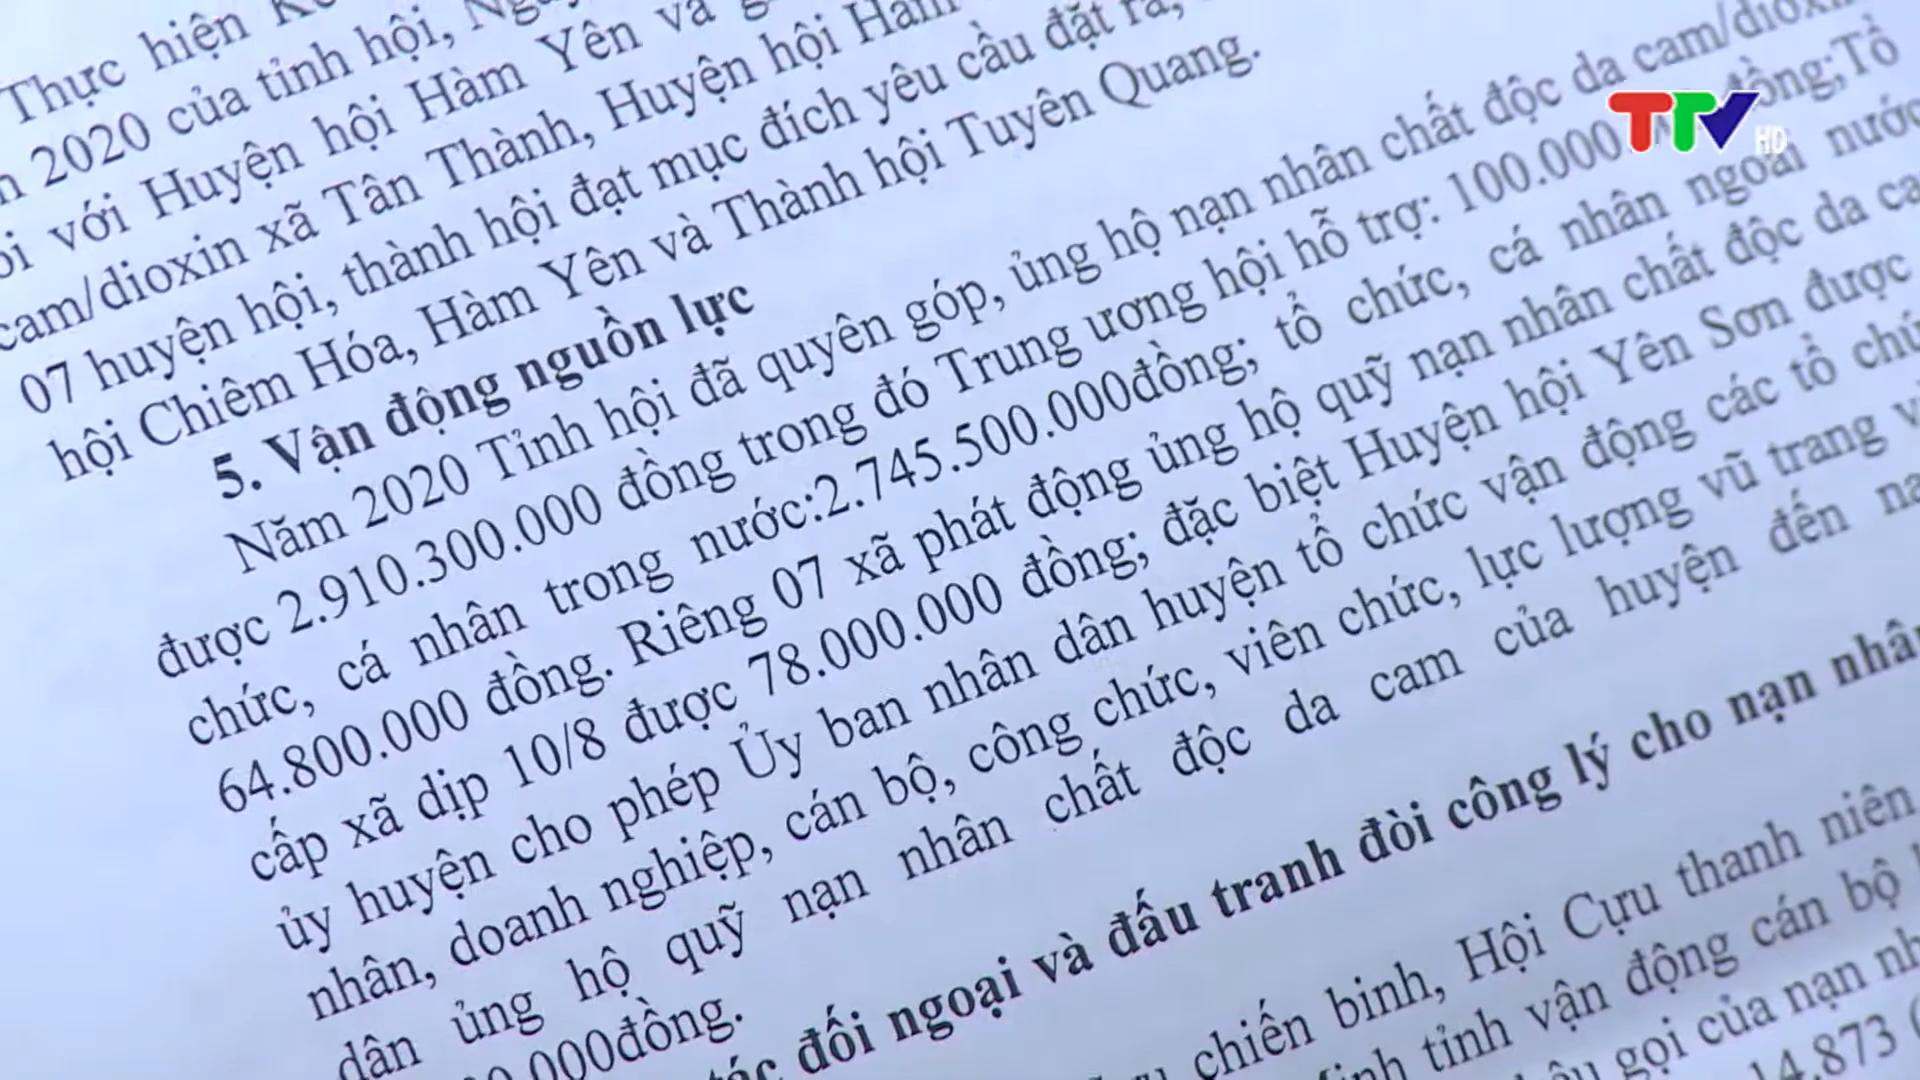 Thực hiện
2020 của tỉnh hội,
với Huyện hội Hàm Yên và
cam/dioxin xã Tân Thành, Huyện hội Hàm
07 huyện hội, thành hội đạt mục đích yêu cầu đặt ra,
hội Chiêm Hóa, Hàm Yên và Thành hội Tuyên Quang.
5. Vận động nguồn lực
Năm 2020 Tỉnh hội đã quyên góp, ủng hộ nạn nhân chất độc da cam/dioxin
được 2.910.300.000 đồng trong đó Trung ương hội hỗ trợ: 100.000 đồng;Tổ
chức, cá nhân trong nước:2.745.500.000đồng; tổ chức, cá nhân ngoài nước
64.800.000 đồng. Riêng 07 xã phát động ủng hộ quỹ nạn nhân chất độc da
cấp xã dịp 10/8 được 78.000.000 đồng; đặc biệt Huyện hội Yên Sơn được
ủy huyện cho phép Ủy ban nhân dân huyện tổ chức vận động các tổ
nhân, doanh nghiệp, cán bộ, công chức, viên chức, lực lượng vũ trang
dân ủng hộ quỹ nạn nhân chất độc da cam của huyện đến
000đồng.
đối ngoại và đấu tranh đòi công lý cho nạn nhân
chiến binh, Hội Cựu thanh niên
tỉnh vận động cán bộ
gọi của nạn
14.873
TTV HD